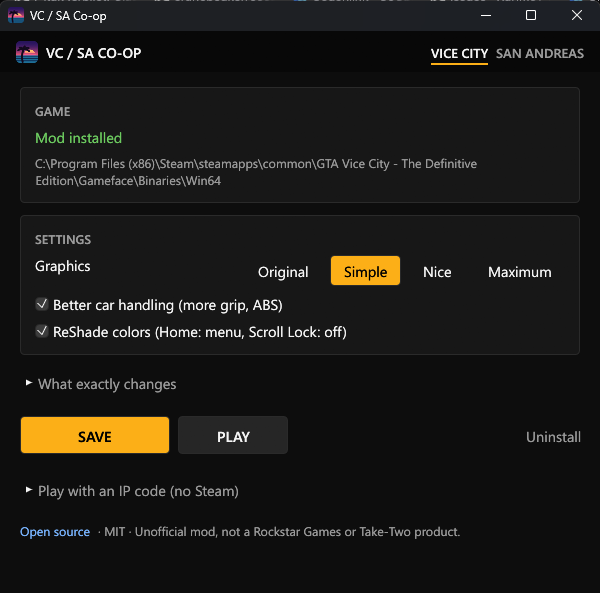 VC / SA Co-op
VC / SA CO-OP
VICE CITY SAN ANDREAS
GAME
Mod installed
C:\Program Files (x86)\Steam\steamapps\common\GTA Vice City - The Definitive
Edition\Gameface\Binaries\Win64
SETTINGS
Graphics
Original Simple Nice Maximum
Better car handling (more grip, ABS)
ReShade colors (Home: menu, Scroll Lock: off)
What exactly changes
SAVE PLAY Uninstall
Play with an IP code (no Steam)
Open source · MIT · Unofficial mod, not a Rockstar Games or Take-Two product.